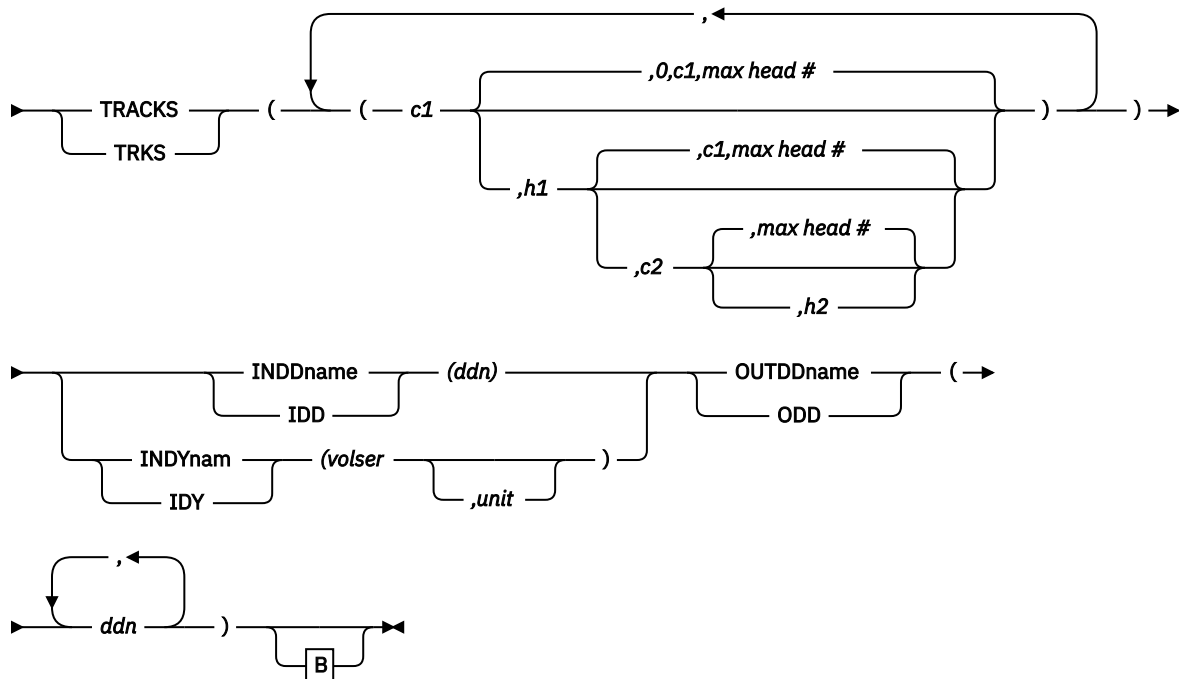 ,
,0,c1,max head #
TRACKS ( ( c1 ) )
TRKS
,c1,max head #
,h1
,max head #
,c2
,h2
INDDname (ddn) OUTDDname (
IDD ODD
INDYnam (volser )
IDY ,unit
,
ddn )
B